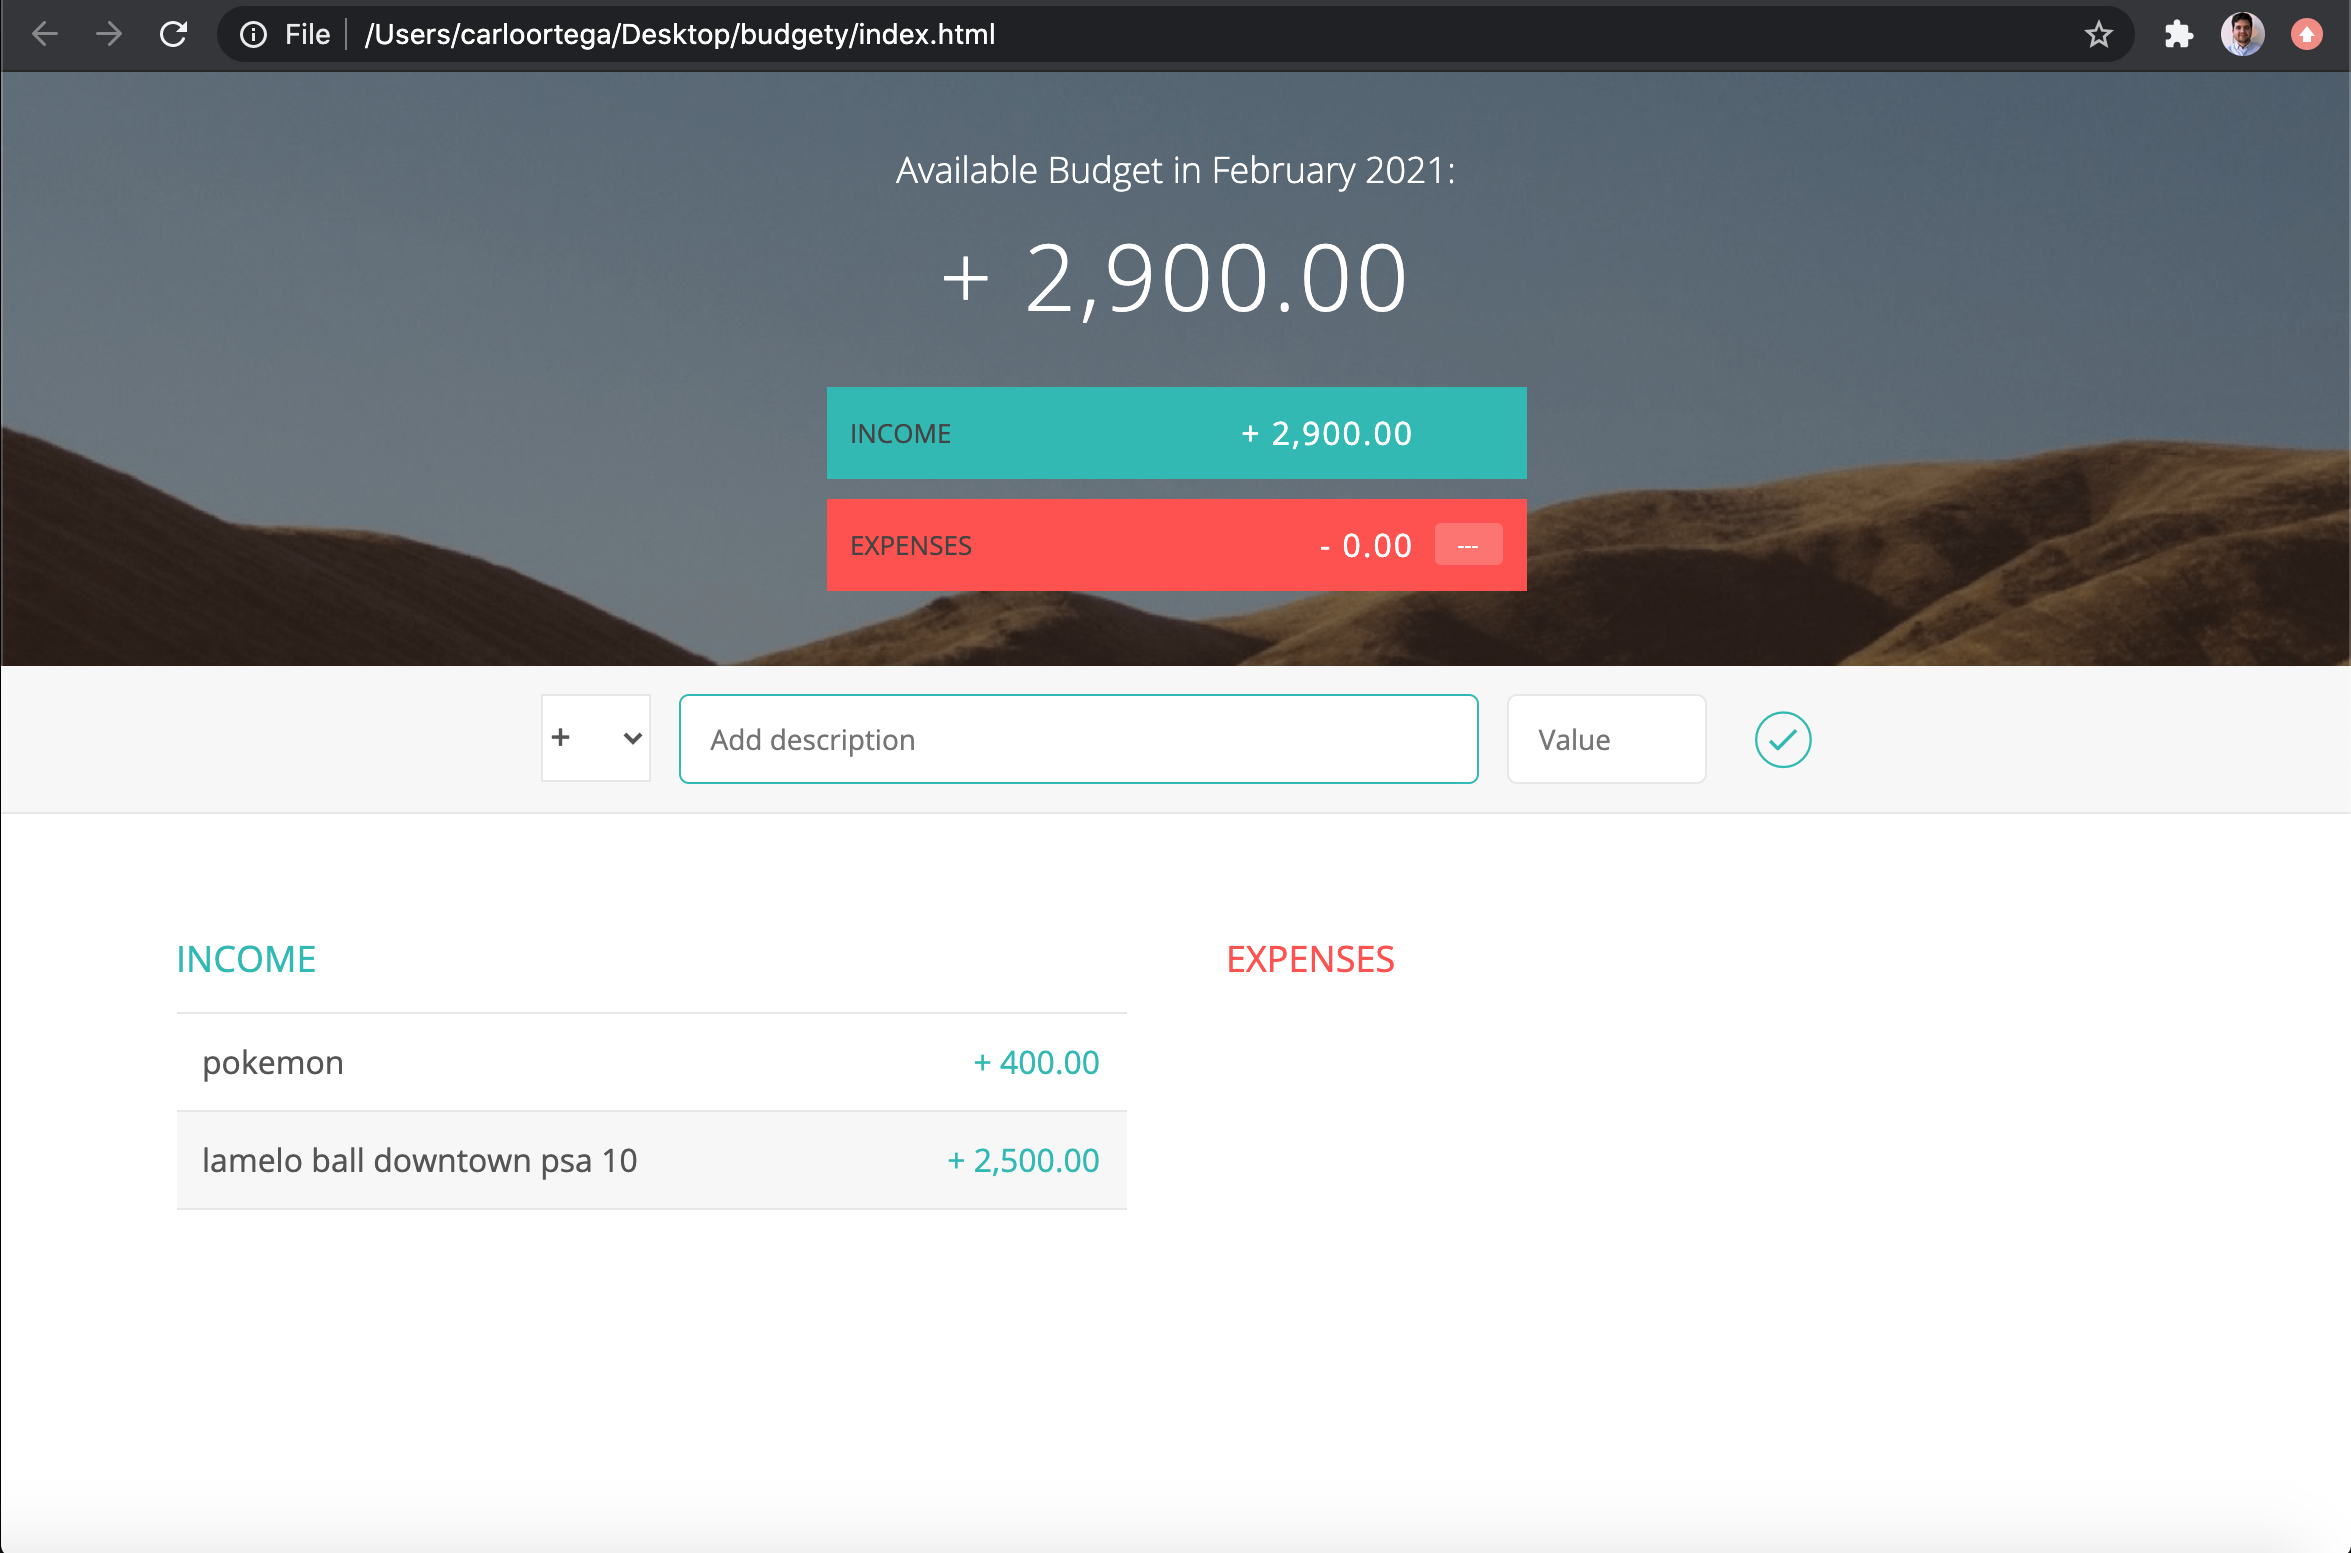 File /Users/carloortega/Desktop/budgety/index.html
Available Budget in February 2021:
+ 2,900.00
INCOME + 2,900.00
EXPENSES - 0.00 ---
+ Add description Value
INCOME
pokemon + 400.00
lamelo ball downtown psa 10 + 2,500.00
EXPENSES